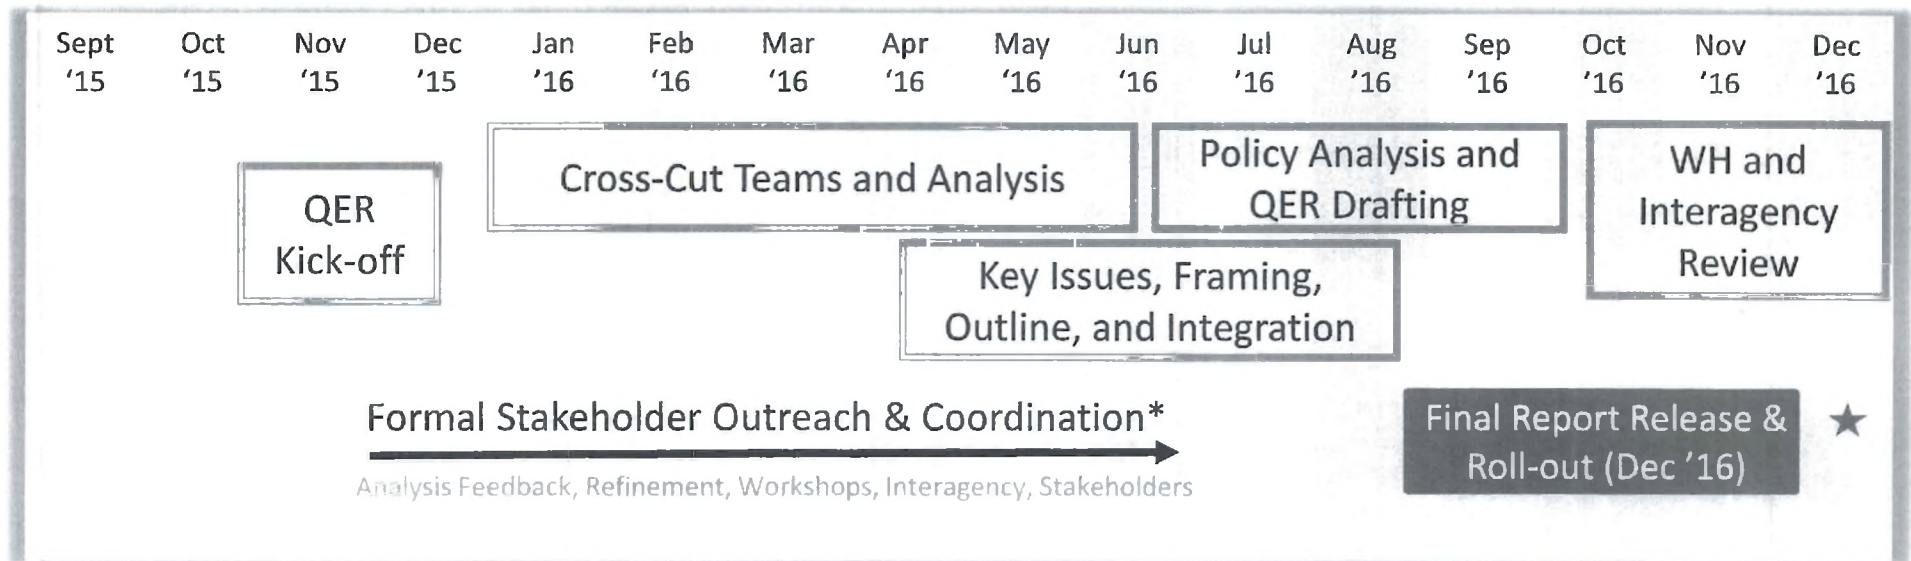 Sept Oct Nov Dec Jan Feb Mar Apr May Jun Jul Aug Sep Oct Nov Dec
'15 '15 '15 '15 '16 '16 '16 '16 '16 '16 '16 '16 '16 '16 '16 '16
QER
Kick-off
Cross-Cut Teams and Analysis
Policy Analysis and
QER Drafting
WH and
Interagency
Review
Key Issues, Framing,
Outline, and Integration
Formal Stakeholder Outreach & Coordination*
Analysis Feedback, Refinement, Workshops, Interagency, Stakeholders
Final Report Release &
Roll-out (Dec '16)